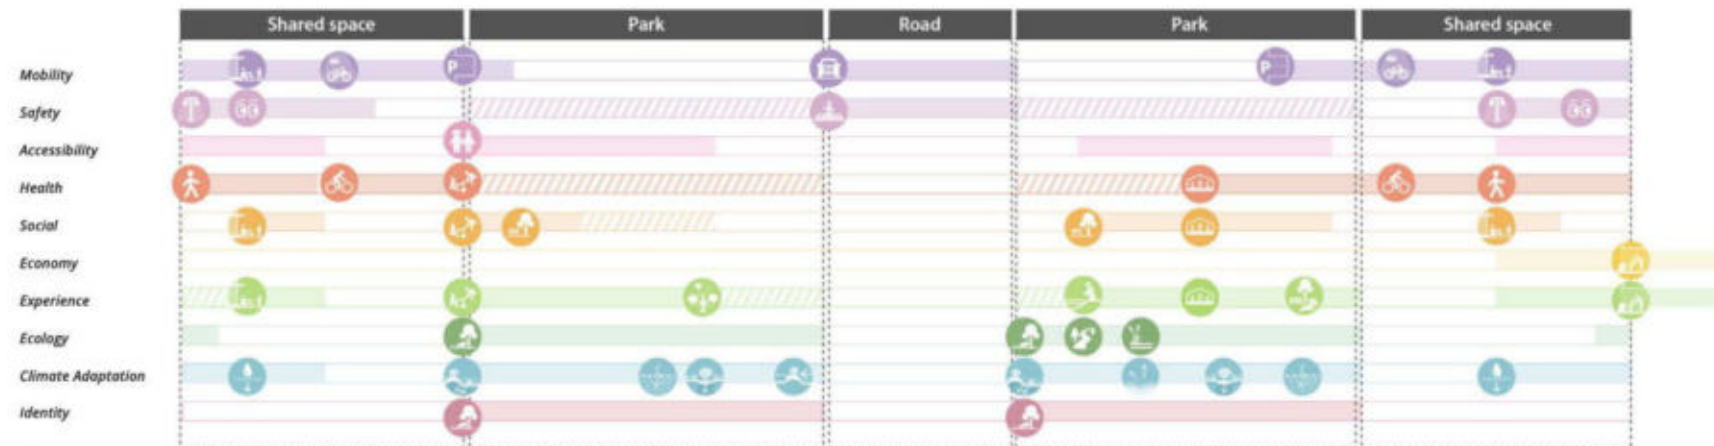 Shared space Park Road Park Shared space
Mobility P P
Safety
Accessibility
Health
Social
Economy
Experience
Ecology
Climate Adaptation
Identity